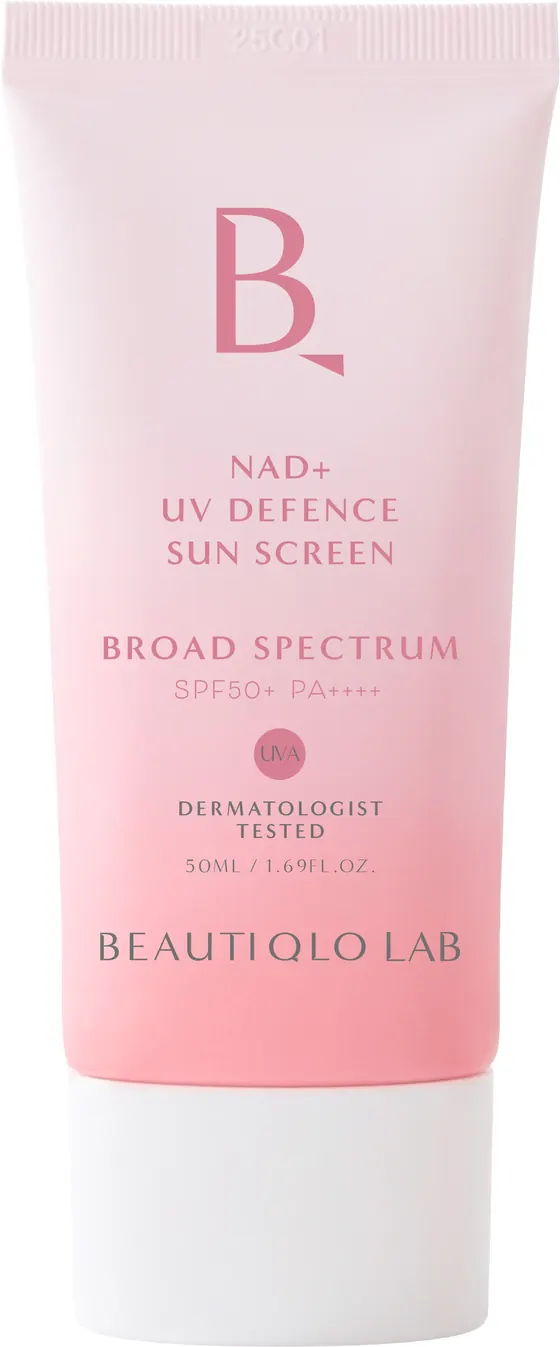 25C01
B
NAD+
UV DEFENCE
SUN SCREEN
BROAD SPECTRUM
SPF50+ PA++++
UVA
DERMATOLOGIST
TESTED
50ML / 1.69FL.OZ.
BEAUTIQLO LAB